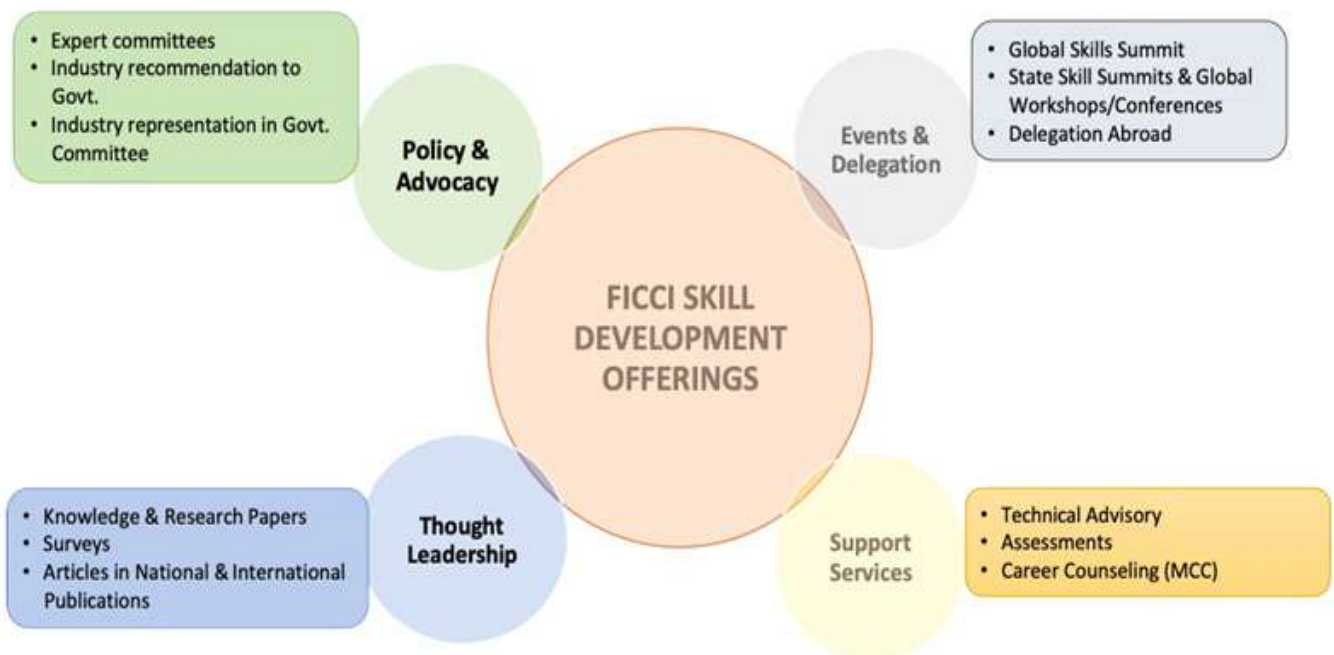 • Expert committees
• Industry recommendation to
Govt.
• Industry representation in Govt.
Committee
Policy &
Advocacy
Events &
Delegation
• Global Skills Summit
• State Skill Summits & Global
Workshops/Conferences
• Delegation Abroad
FICCI SKILL
DEVELOPMENT
OFFERINGS
• Knowledge & Research Papers
• Surveys
• Articles in National & International
Publications
Thought
Leadership
Support
Services
• Technical Advisory
• Assessments
• Career Counseling (MCC)